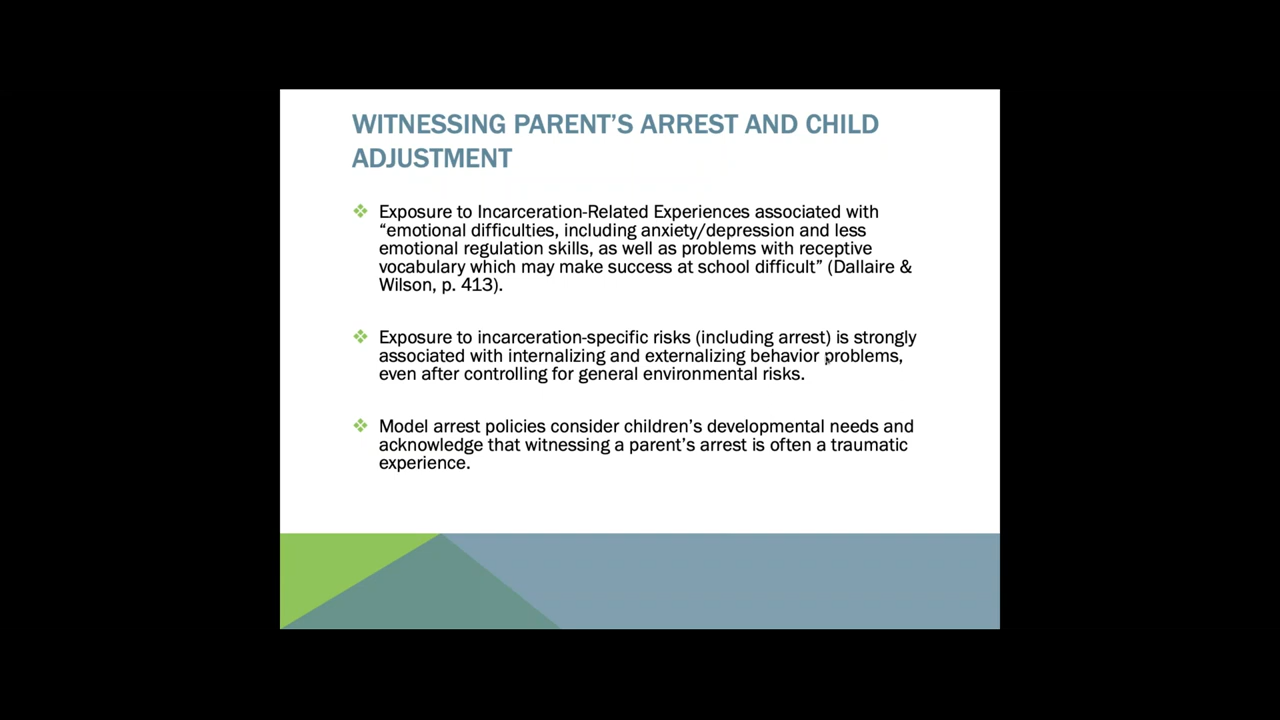 WITNESSING PARENT’S ARREST AND CHILD
ADJUSTMENT
Exposure to Incarceration-Related Experiences associated with
“emotional difficulties, including anxiety/depression and less
emotional regulation skills, as well as problems with receptive
vocabulary which may make success at school difficult” (Dallaire &
Wilson, p. 413).
Exposure to incarceration-specific risks (including arrest) is strongly
associated with internalizing and externalizing behavior problems,
even after controlling for general environmental risks.
Model arrest policies consider children’s developmental needs and
acknowledge that witnessing a parent’s arrest is often a traumatic
experience.